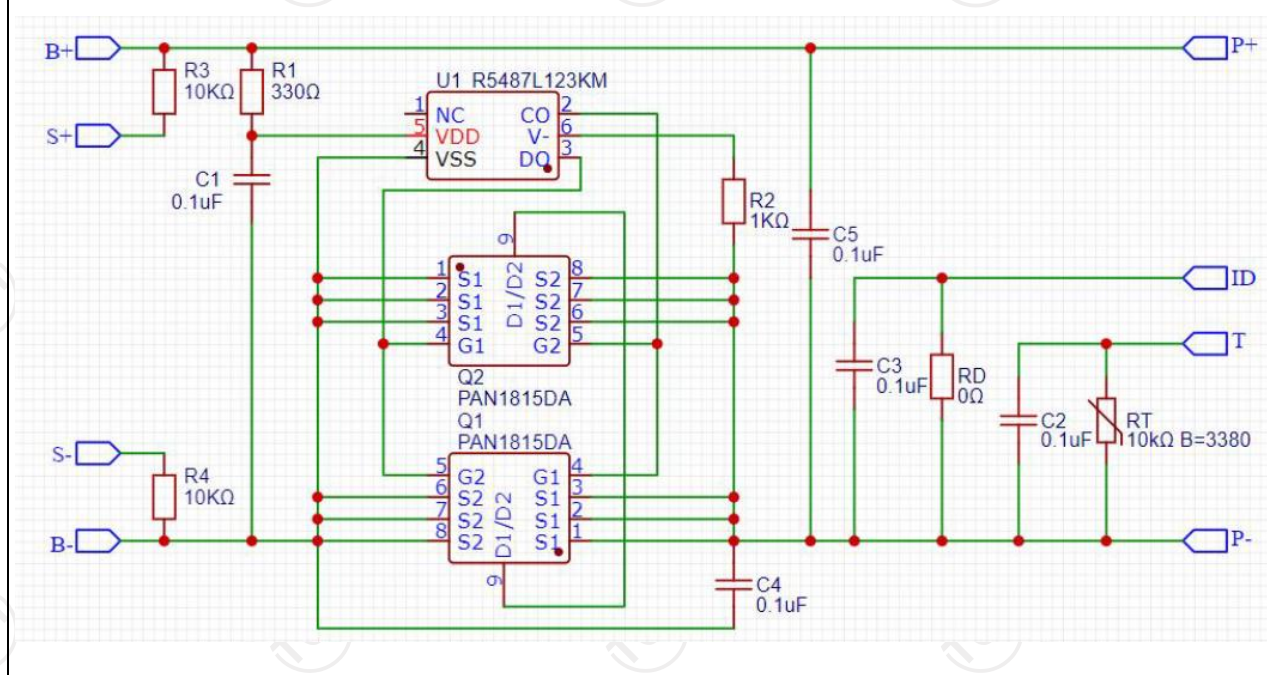 B+
R3
10KΩ
R1
330Ω
S+
C1
0.1uF
U1 R5487L123KM
1
NC
5
VDD
4
VSS
CO
2
V-
6
DO
3
R2
1KΩ
C5
0.1uF
P+
9
D1/D2
1
S1
2
S1
3
S1
4
G1
S2
8
S2
7
S2
6
G2
5
Q2
PAN1815DA
Q1
PAN1815DA
5
G2
6
S2
7
S2
8
S2
D1/D2
9
G1
4
S1
3
S1
2
S1
1
S-
R4
10KΩ
B-
C4
0.1uF
C3
0.1uF
RD
0Ω
C2
0.1uF
RT
10kΩ B=3380
ID
T
P-